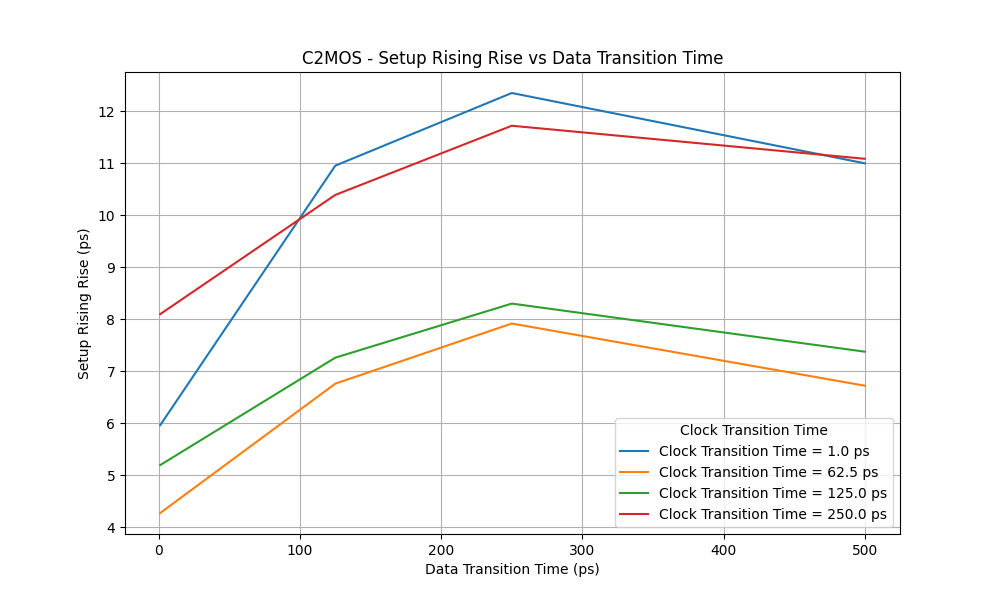 C2MOS - Setup Rising Rise vs Data Transition Time
Setup Rising Rise (ps)
12
11
10
9
8
7
6
5
4
0 100 200 300 400 500
Data Transition Time (ps)
Clock Transition Time
Clock Transition Time = 1.0 ps
Clock Transition Time = 62.5 ps
Clock Transition Time = 125.0 ps
Clock Transition Time = 250.0 ps